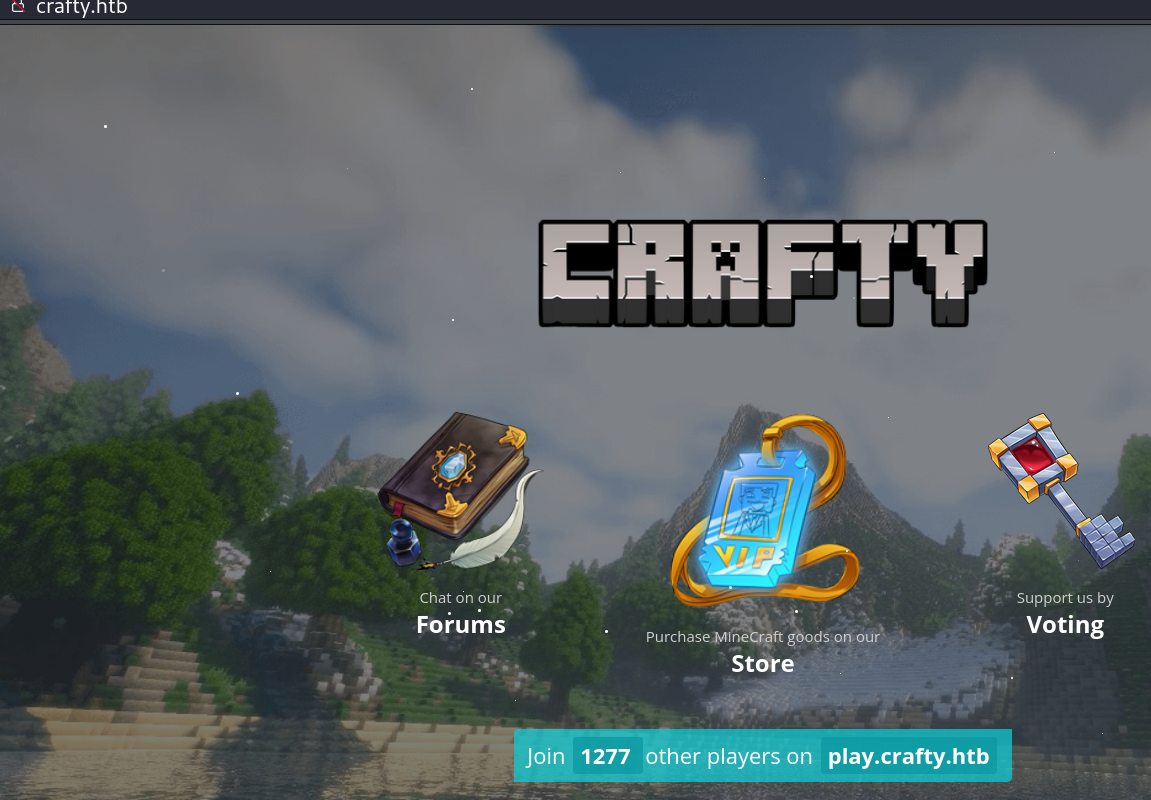 crafty.htb
CRAFTY
VIP
Chat on our
Forums
Purchase MineCraft goods on our
Store
Support us by
Voting
Join 1277 other players on play.crafty.htb